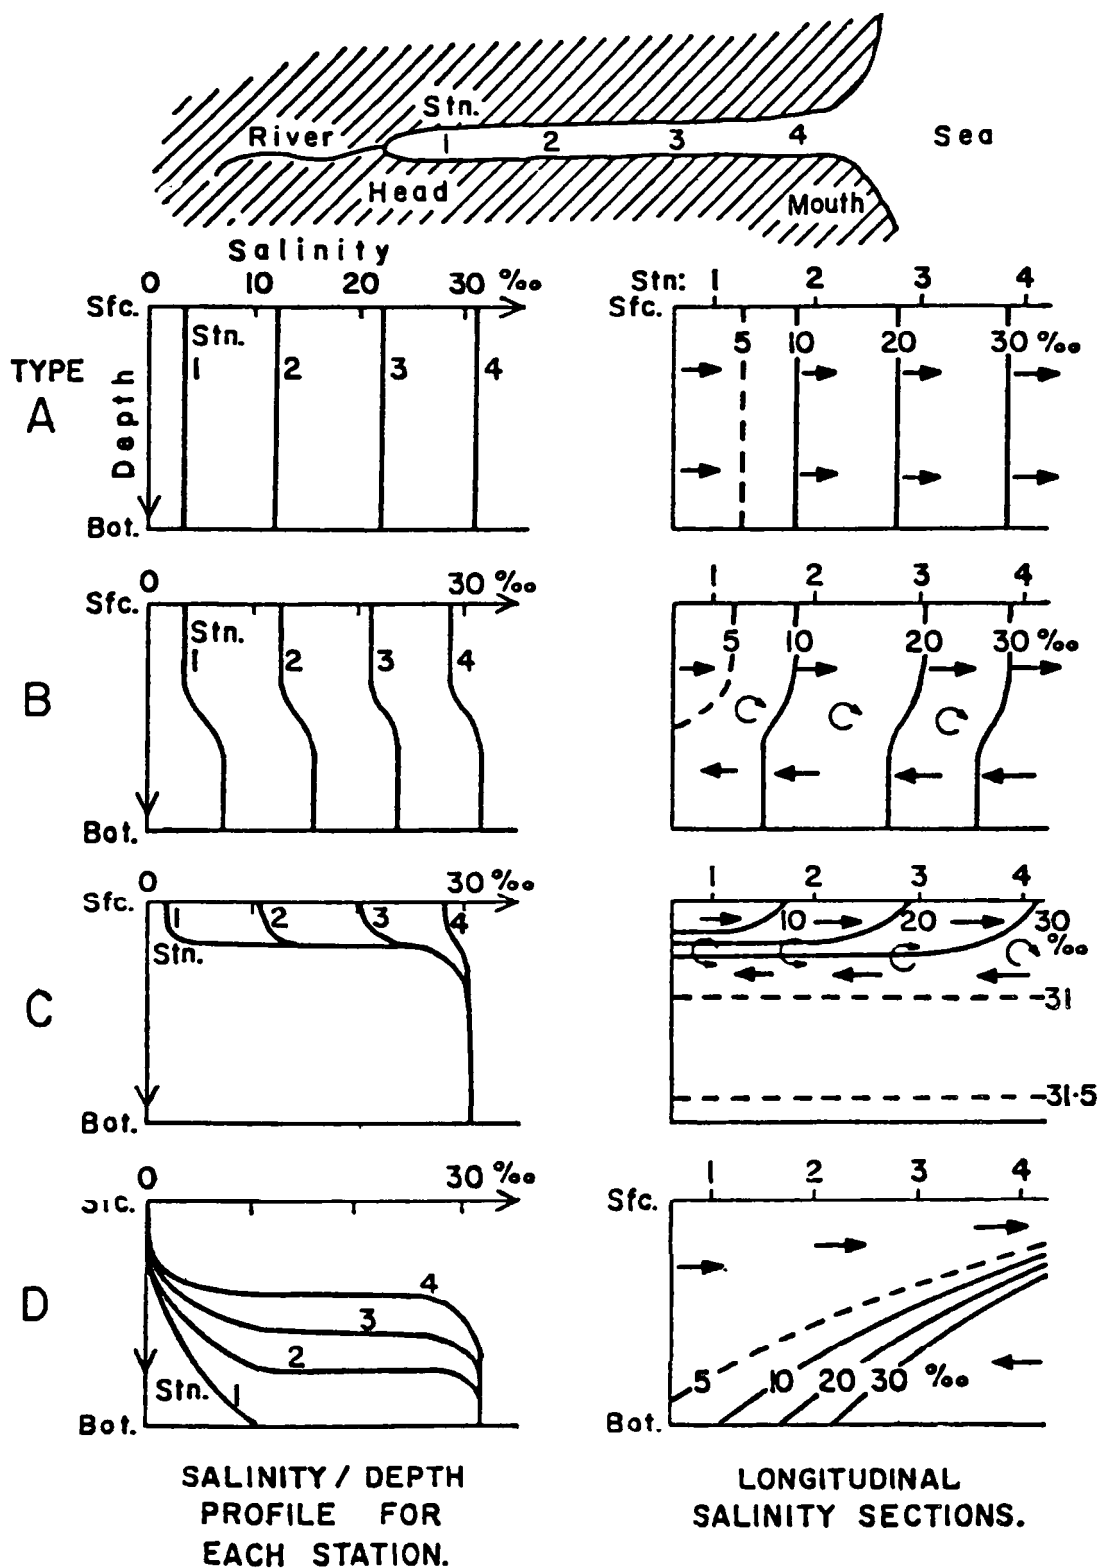 Stn.
River 1 2 3 4 Sea
Head
Mouth
Salinity
0 10 20 30 ‰
Stn: 1 2 3 4
Sfc.
Sfc.
TYPE
A
Depth
Stn.
1 2 3 4
Bot.
5 10 20 30 ‰
B
0 30 ‰
Sfc.
Stn.
1 2 3 4
Bot.
1 2 3 4
5 10 20 30 ‰
C
0 30 ‰
Sfc.
1 2 3 4
Stn.
Bot.
1 2 3 4
10 20 30
‰
31
31.5
D
0 30 ‰
Sfc.
4
3
2
Stn. 1
Bot.
1 2 3 4
Sfc.
5 10 20 30 ‰
Bot.
SALINITY / DEPTH
PROFILE FOR
EACH STATION.
LONGITUDINAL
SALINITY SECTIONS.